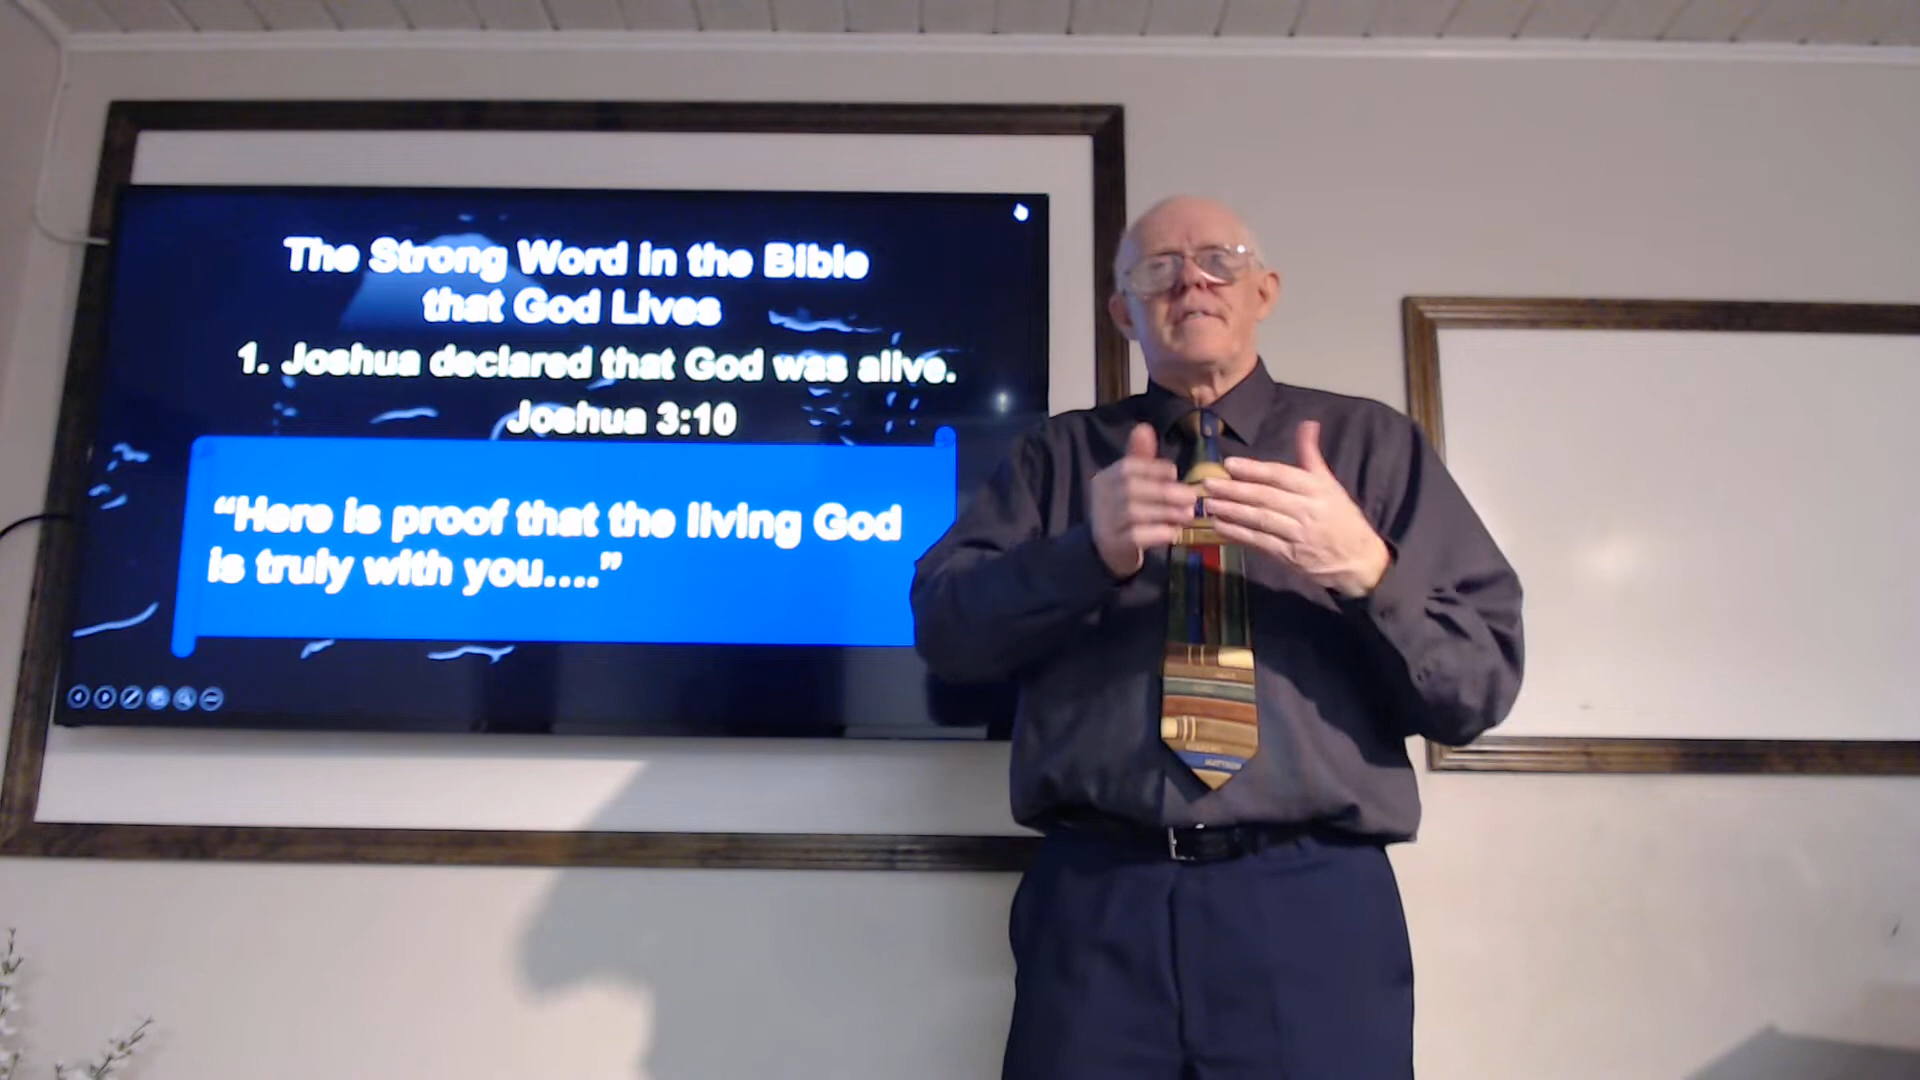 The Strong Word in the Bible
that God Lives
1. Joshua declared that God was alive.
Joshua 3:10
“Here is proof that the living God
is truly with you....”